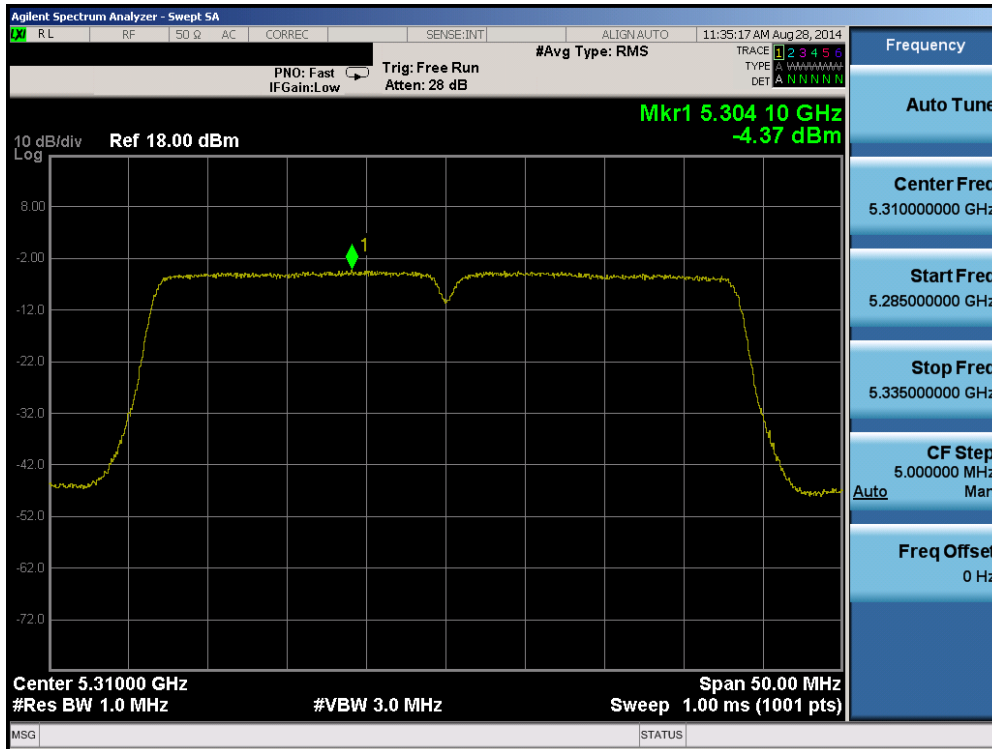 Agilent Spectrum Analyzer - Swept SA
LXI RL RF 50 Ω AC CORREC SENSE:INT ALIGN AUTO 11:35:17 AM Aug 28, 2014
#Avg Type: RMS TRACE 1 2 3 4 5 6
PNO: Fast Trig: Free Run TYPE A WWWWW
IFGain:Low Atten: 28 dB DET A N N N N N
Mkr1 5.304 10 GHz
-4.37 dBm
10 dB/div Ref 18.00 dBm
Log
8.00
1
-2.00
-12.0
-22.0
-32.0
-42.0
-52.0
-62.0
-72.0
Center 5.31000 GHz Span 50.00 MHz
#Res BW 1.0 MHz #VBW 3.0 MHz Sweep 1.00 ms (1001 pts)
MSG STATUS
Frequency
Auto Tune
Center Freq
5.310000000 GHz
Start Freq
5.285000000 GHz
Stop Freq
5.335000000 GHz
CF Step
5.000000 MHz
Auto Man
Freq Offset
0 Hz